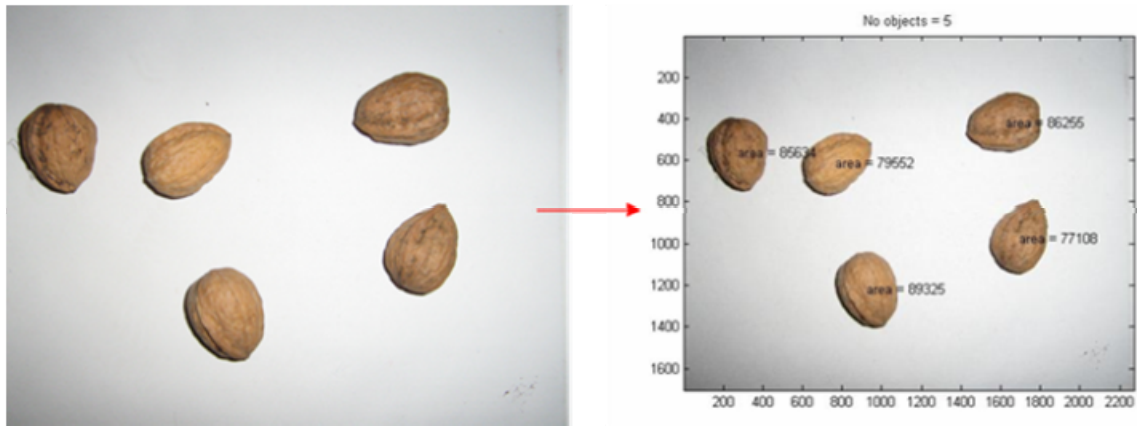 No objects = 5
200
400
600
800
1000
1200
1400
1600
area = 86255
area = 85634
area = 79552
area = 77108
area = 89325
200 400 600 800 1000 1200 1400 1600 1800 2000 2200